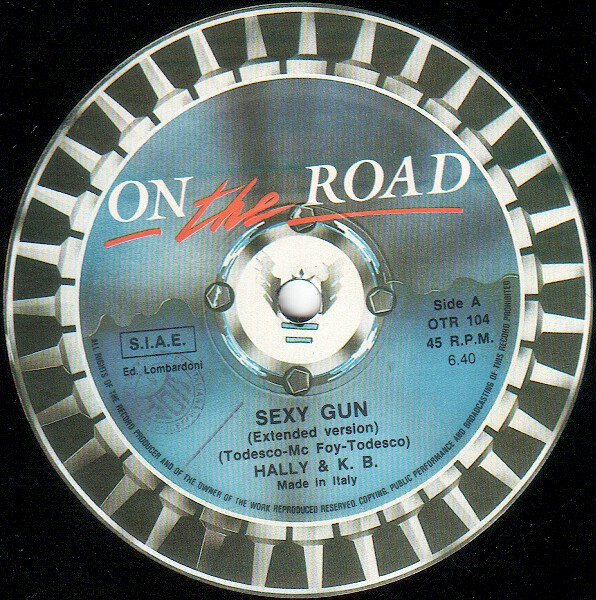 ON the ROAD
Side A
OTR 104
45 R.P.M.
6.40
S.I.A.E.
Ed. Lombardoni
SEXY GUN
(Extended version)
(Todesco-Mc Foy-Todesco)
HALLY & K. B.
Made in Italy
ALL RIGHTS OF THE RECORD PRODUCER AND OF THE OWNER OF THE WORK REPRODUCED RESERVED. COPYING, PUBLIC PERFORMANCE AND BROADCASTING OF THIS RECORD PROHIBITED